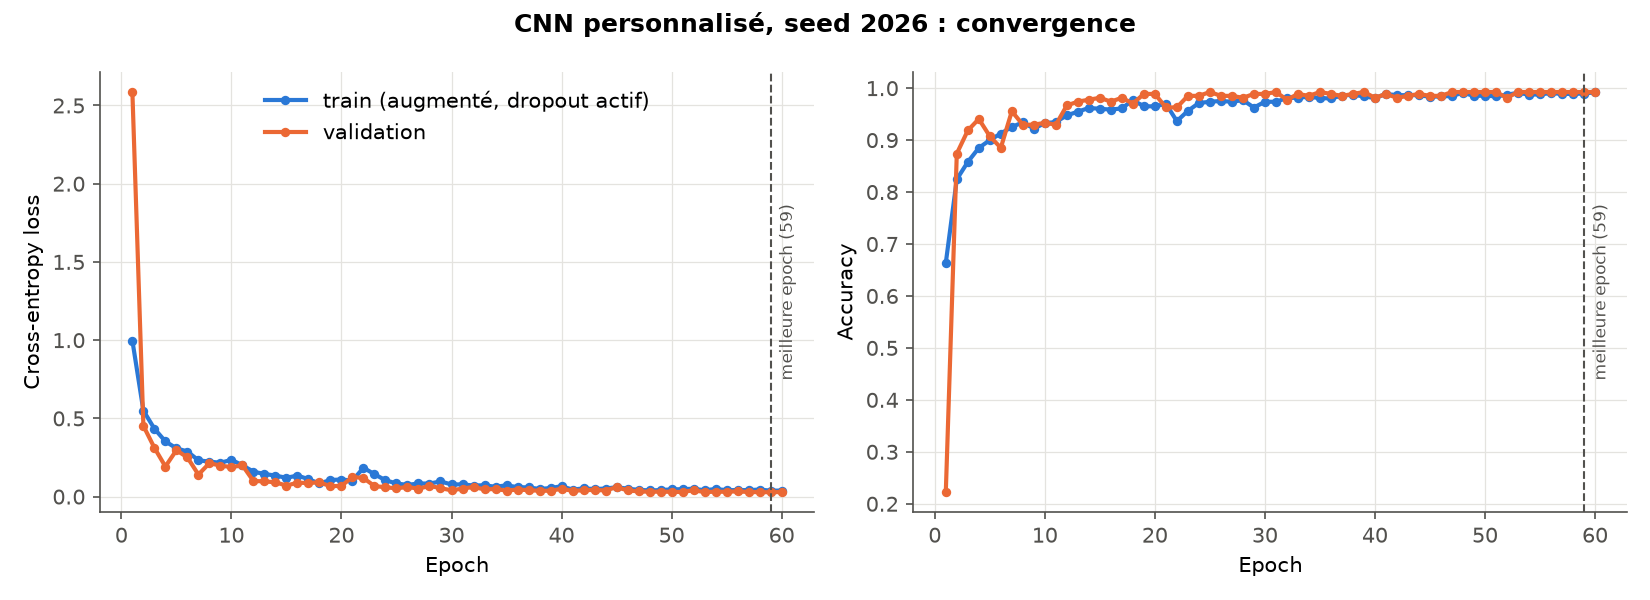 CNN personnalisé, seed 2026 : convergence
train (augmenté, dropout actif)
validation
Cross-entropy loss
2.5
2.0
1.5
1.0
0.5
0.0
meilleure epoch (59)
0 10 20 30 40 50 60
Epoch
Accuracy
1.0
0.9
0.8
0.7
0.6
0.5
0.4
0.3
0.2
meilleure epoch (59)
0 10 20 30 40 50 60
Epoch